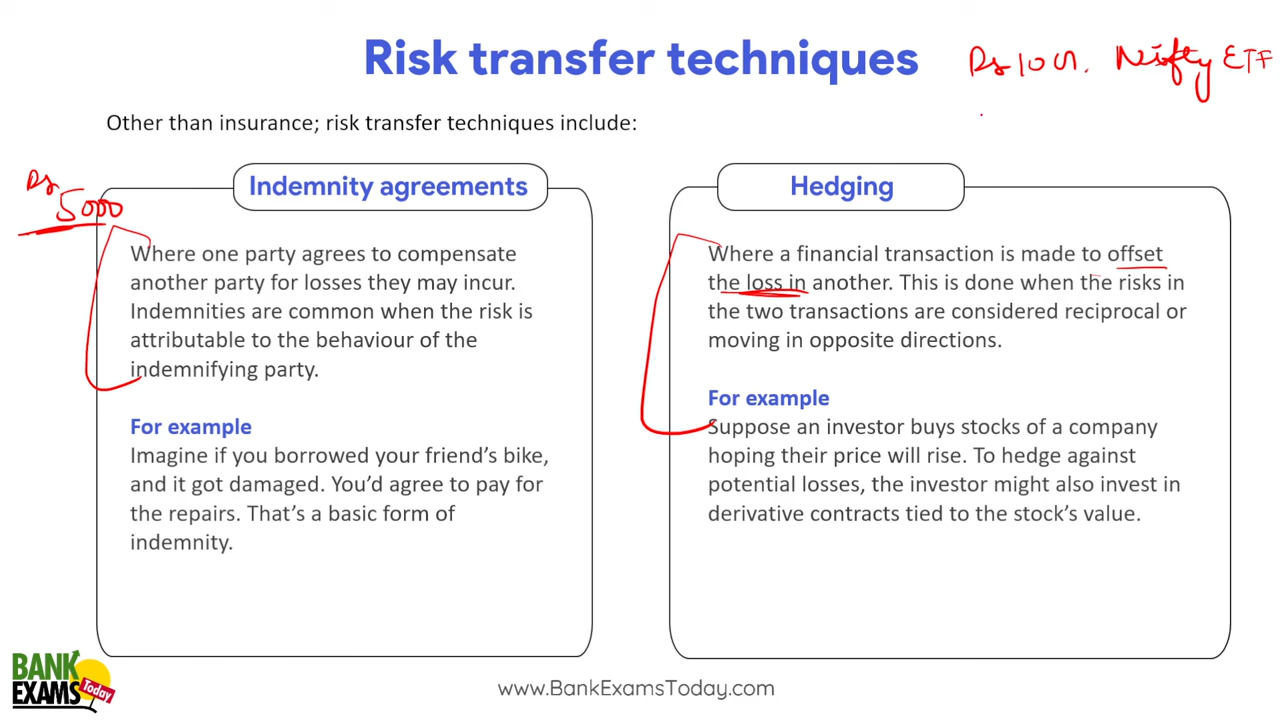 Risk transfer techniques
Nifty ETF
Other than insurance; risk transfer techniques include:
Rs
5000
Indemnity agreements
Where one party agrees to compensate
another party for losses they may incur.
Indemnities are common when the risk is
attributable to the behaviour of the
indemnifying party.
For example
Imagine if you borrowed your friend's bike,
and it got damaged. You'd agree to pay for
the repairs. That's a basic form of
indemnity.
Hedging
Where a financial transaction is made to offset
the loss in another. This is done when the risks in
the two transactions are considered reciprocal or
moving in opposite directions.
For example
Suppose an investor buys stocks of a company
hoping their price will rise. To hedge against
potential losses, the investor might also invest in
derivative contracts tied to the stock's value.
BANK
EXAMS
Today
www.BankExamsToday.com